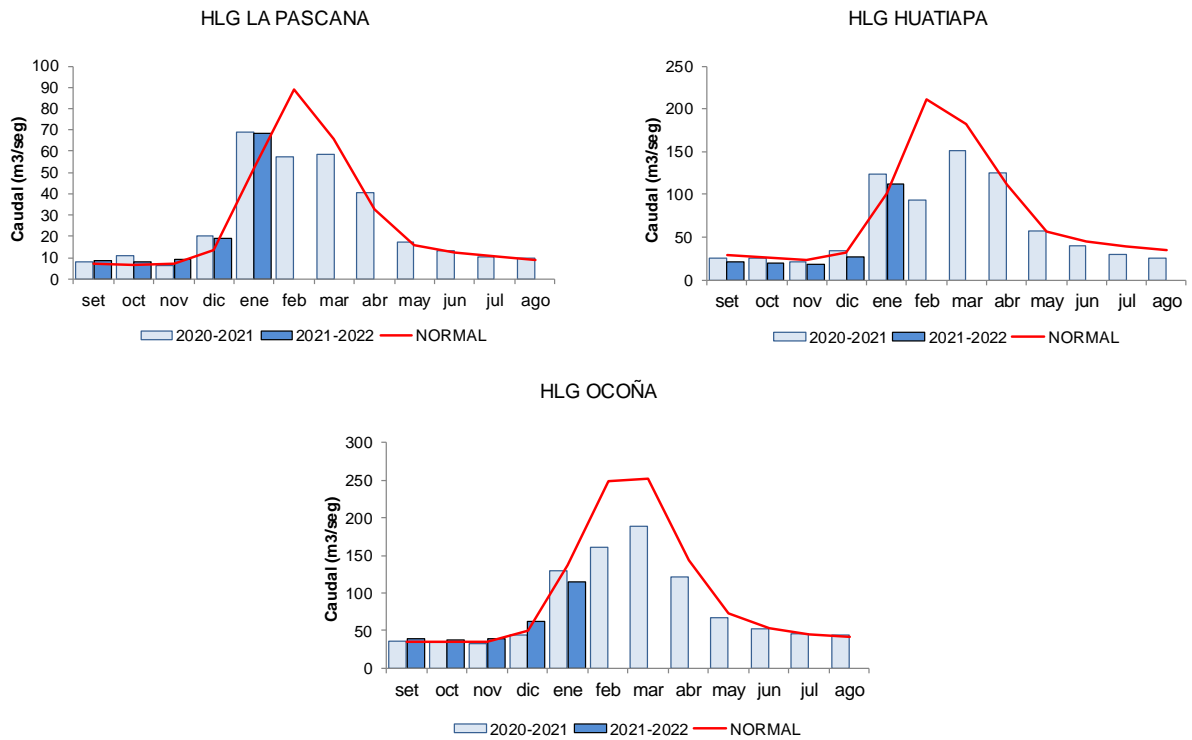 HLG LA PASCANA
Caudal (m3/seg)
100
90
80
70
60
50
40
30
20
10
0
set oct nov dic ene feb mar abr may jun jul ago
2020-2021 2021-2022 NORMAL
HLG HUATIAPA
Caudal (m3/seg)
250
200
150
100
50
0
set oct nov dic ene feb mar abr may jun jul ago
2020-2021 2021-2022 NORMAL
HLG OCOÑA
Caudal (m3/seg)
300
250
200
150
100
50
0
set oct nov dic ene feb mar abr may jun jul ago
2020-2021 2021-2022 NORMAL